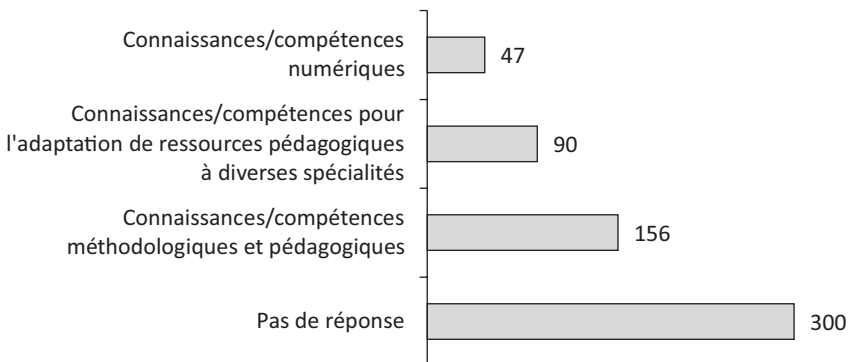 Connaissances/compétences
numériques
47
Connaissances/compétences pour
l'adaptation de ressources pédagogiques
à diverses spécialités
90
Connaissances/compétences
méthodologiques et pédagogiques
156
Pas de réponse
300